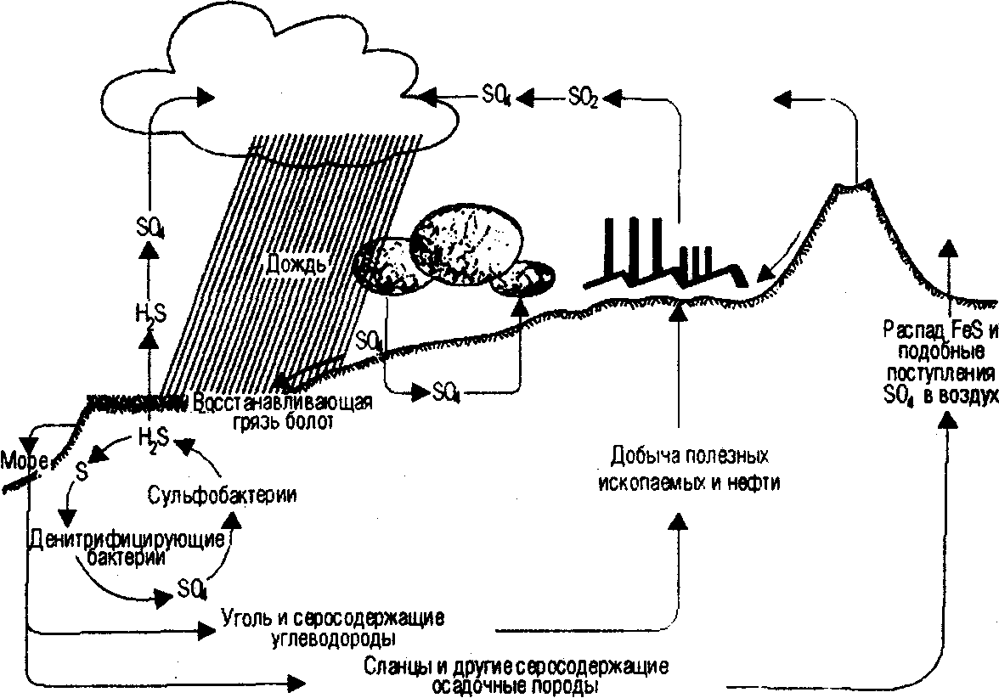 SO₄
SO₂
SO₄
Дождь
H₂S
SO₄
SO₄
Распад FeS и
подобные
поступления
SO₄ в воздух
Восстанавливающая
грязь болот
H₂S
Море
S
Сульфобактерии
Добыча полезных
ископаемых и нефти
Денитрифицирующие
бактерии
SO₄
Уголь и серосодержащие
углеводороды
Сланцы и другие серосодержащие
осадочные породы